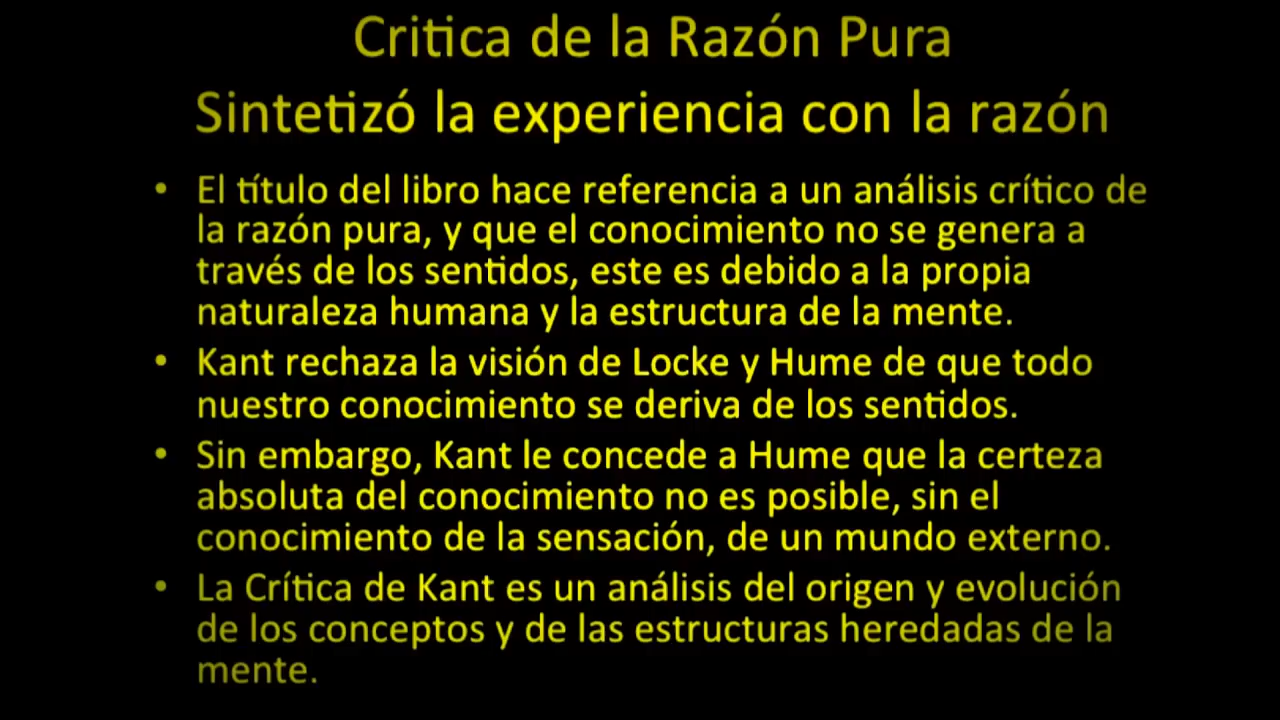 Critica de la Razón Pura
Sintetizó la experiencia con la razón
• El título del libro hace referencia a un análisis crítico de
la razón pura, y que el conocimiento no se genera a
través de los sentidos, este es debido a la propia
naturaleza humana y la estructura de la mente.
• Kant rechaza la visión de Locke y Hume de que todo
nuestro conocimiento se deriva de los sentidos.
• Sin embargo, Kant le concede a Hume que la certeza
absoluta del conocimiento no es posible, sin el
conocimiento de la sensación, de un mundo externo.
• La Crítica de Kant es un análisis del origen y evolución
de los conceptos y de las estructuras heredadas de la
mente.